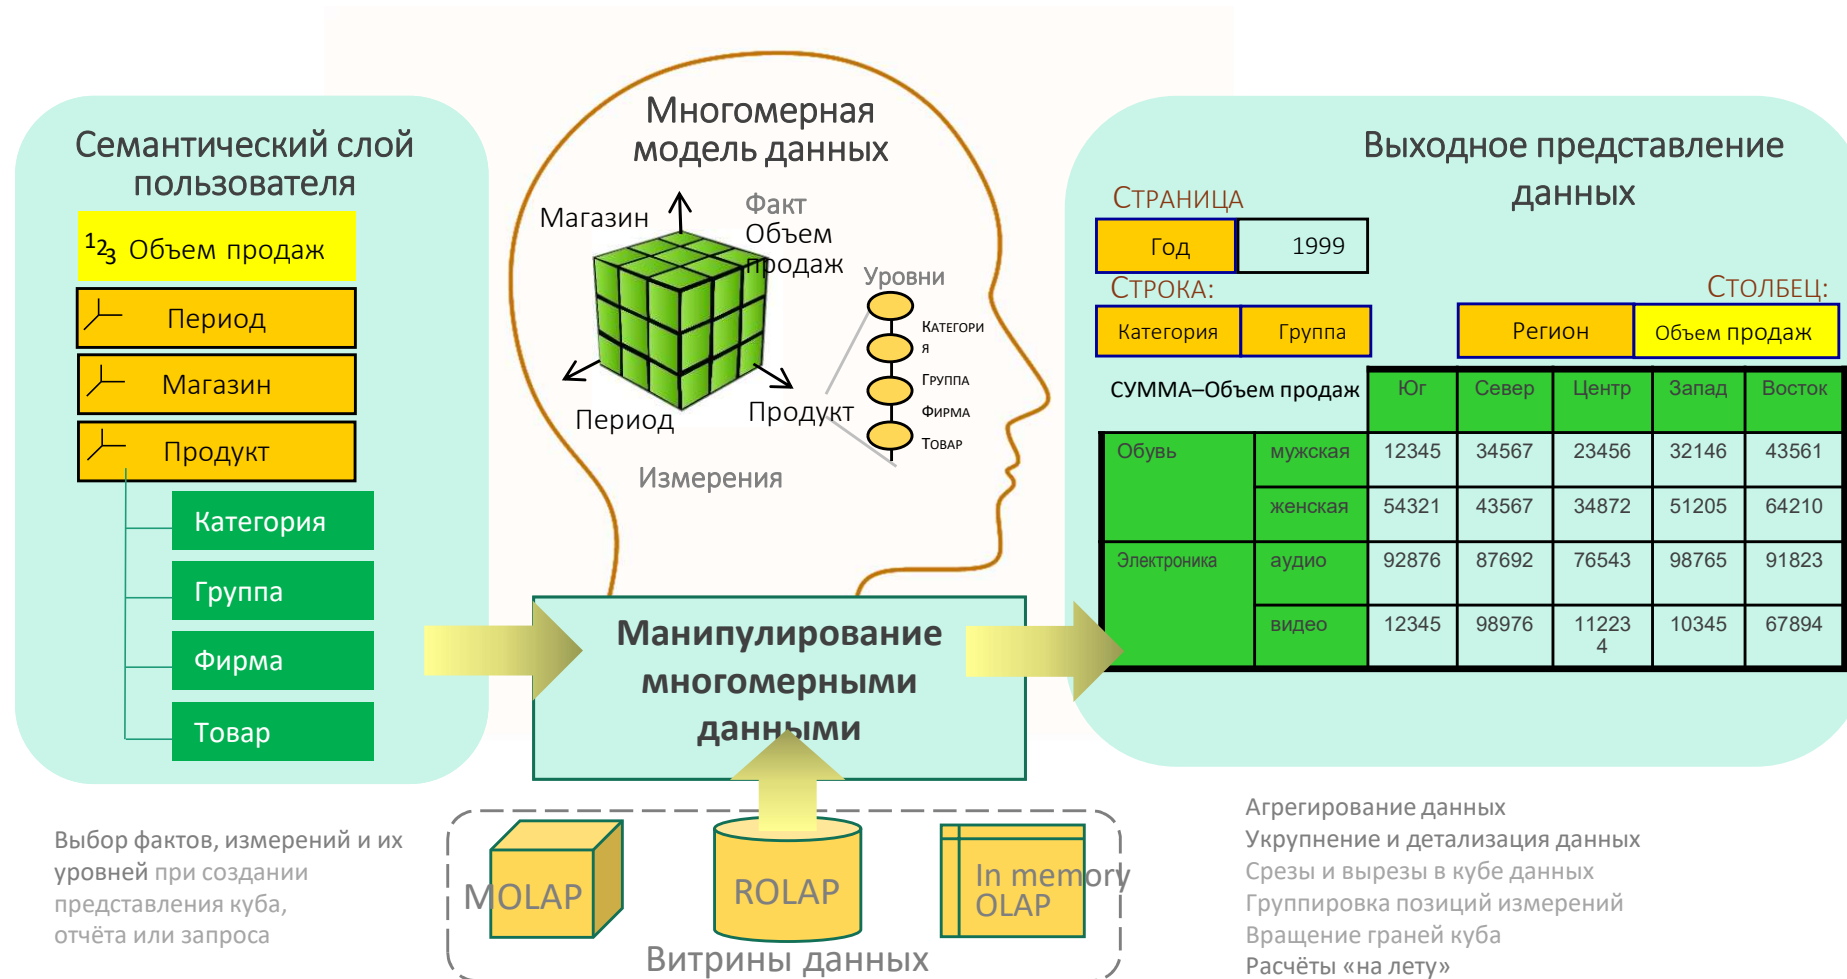 Семантический слой
пользователя
123 Объем продаж
Период
Магазин
Продукт
Категория
Группа
Фирма
Товар
Выбор фактов, измерений и их
уровней при создании
представления куба,
отчёта или запроса
Многомерная
модель данных
Магазин
Факт
Объем
продаж
Период
Продукт
Измерения
Уровни
КАТЕГОРИ
Я
ГРУППА
ФИРМА
ТОВАР
Манипулирование
многомерными
данными
MOLAP
ROLAP
In memory
OLAP
Витрины данных
Выходное представление
данных
СТРАНИЦА
Год 1999
СТРОКА: СТОЛБЕЦ:
Категория Группа Регион Объем продаж
СУММА–Объем продаж Юг Север Центр Запад Восток
Обувь мужская 12345 34567 23456 32146 43561
женская 54321 43567 34872 51205 64210
Электроника аудио 92876 87692 76543 98765 91823
видео 12345 98976 11223 10345 67894
4
Агрегирование данных
Укрупнение и детализация данных
Срезы и вырезы в кубе данных
Группировка позиций измерений
Вращение граней куба
Расчёты «на лету»